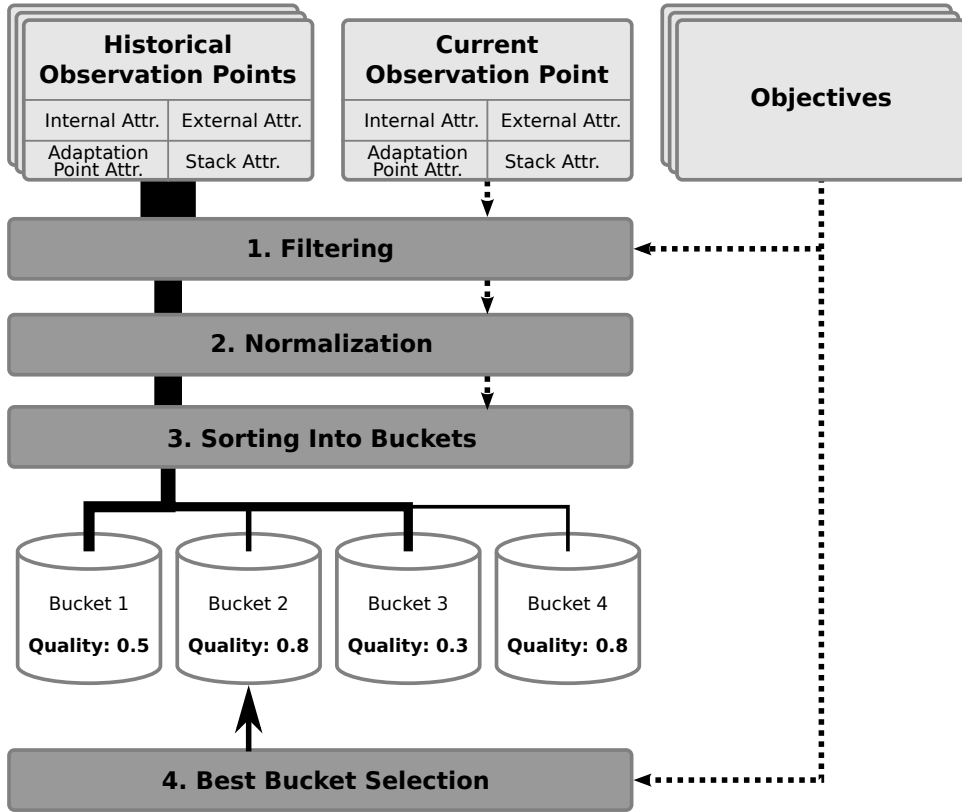 Historical
Observation Points
Internal Attr.
External Attr.
Adaptation
Point Attr.
Stack Attr.
Current
Observation Point
Internal Attr.
External Attr.
Adaptation
Point Attr.
Stack Attr.
Objectives
1. Filtering
2. Normalization
3. Sorting Into Buckets
Bucket 1
Quality: 0.5
Bucket 2
Quality: 0.8
Bucket 3
Quality: 0.3
Bucket 4
Quality: 0.8
4. Best Bucket Selection